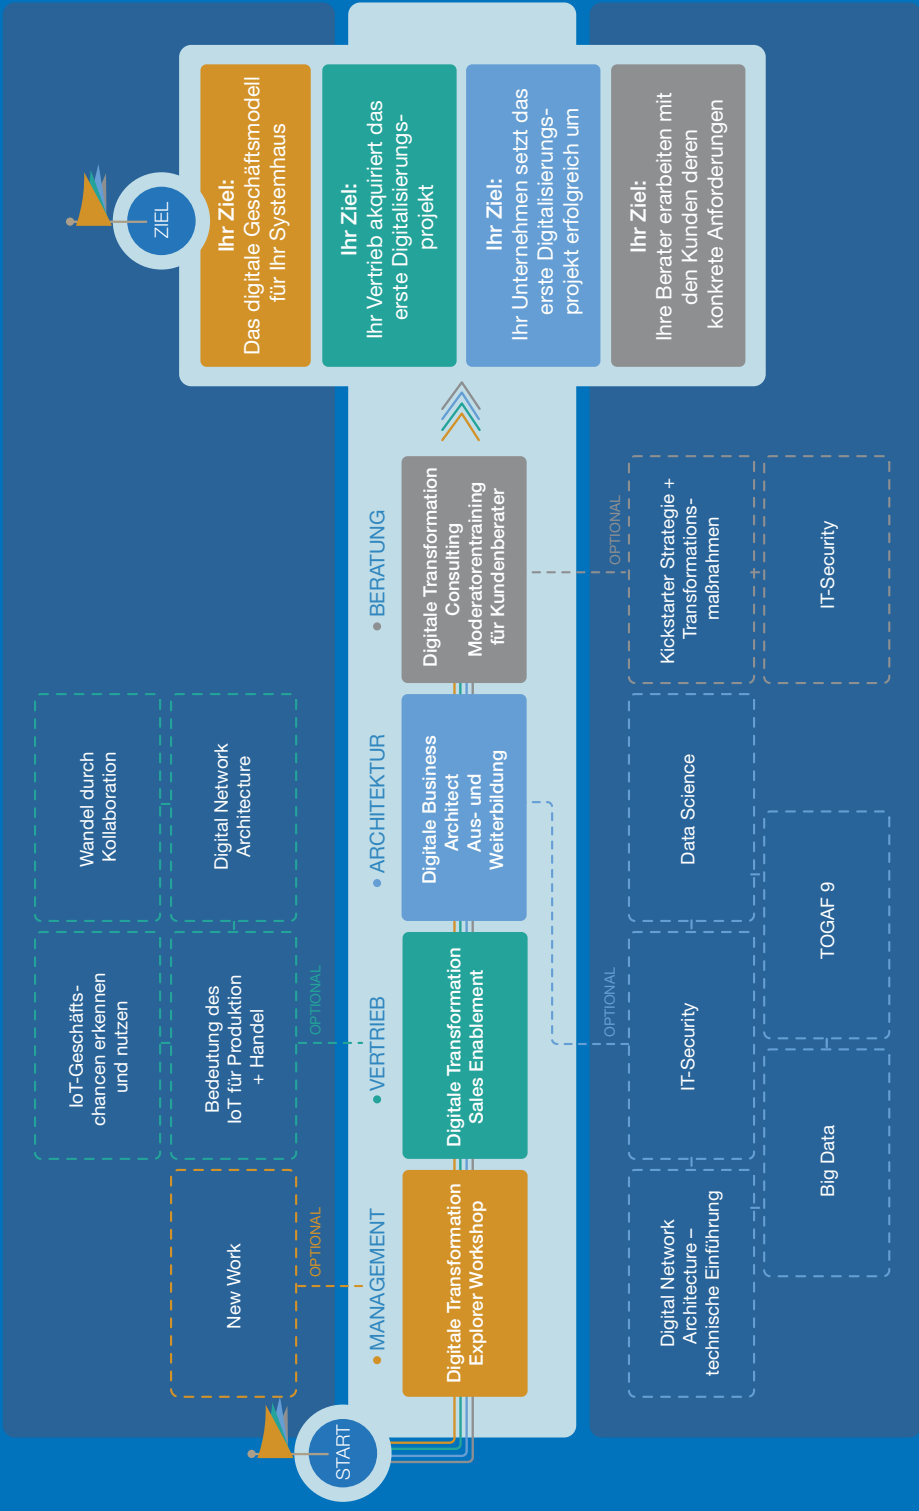 START
• MANAGEMENT
Digitale Transformation
Explorer Workshop
OPTIONAL
New Work
• VERTRIEB
Digitale Transformation
Sales Enablement
OPTIONAL
IoT-Geschäfts-
chancen erkennen
und nutzen
Bedeutung des
IoT für Produktion
+ Handel
Wandel durch
Kollaboration
Digital Network
Architecture
• ARCHITEKTUR
Digitale Business
Architect
Aus- und
Weiterbildung
OPTIONAL
Digital Network
Architecture –
technische Einführung
IT-Security
Data Science
Big Data
TOGAF 9
• BERATUNG
Digitale Transformation
Consulting
Moderatorentraining
für Kundenberater
OPTIONAL
Kickstarter Strategie +
Transformations-
maßnahmen
IT-Security
ZIEL
Ihr Ziel:
Das digitale Geschäftsmodell
für Ihr Systemhaus
Ihr Ziel:
Ihr Vertrieb akquiriert das
erste Digitalisierungs-
projekt
Ihr Ziel:
Ihr Unternehmen setzt das
erste Digitalisierungs-
projekt erfolgreich um
Ihr Ziel:
Ihre Berater erarbeiten mit
den Kunden deren
konkrete Anforderungen